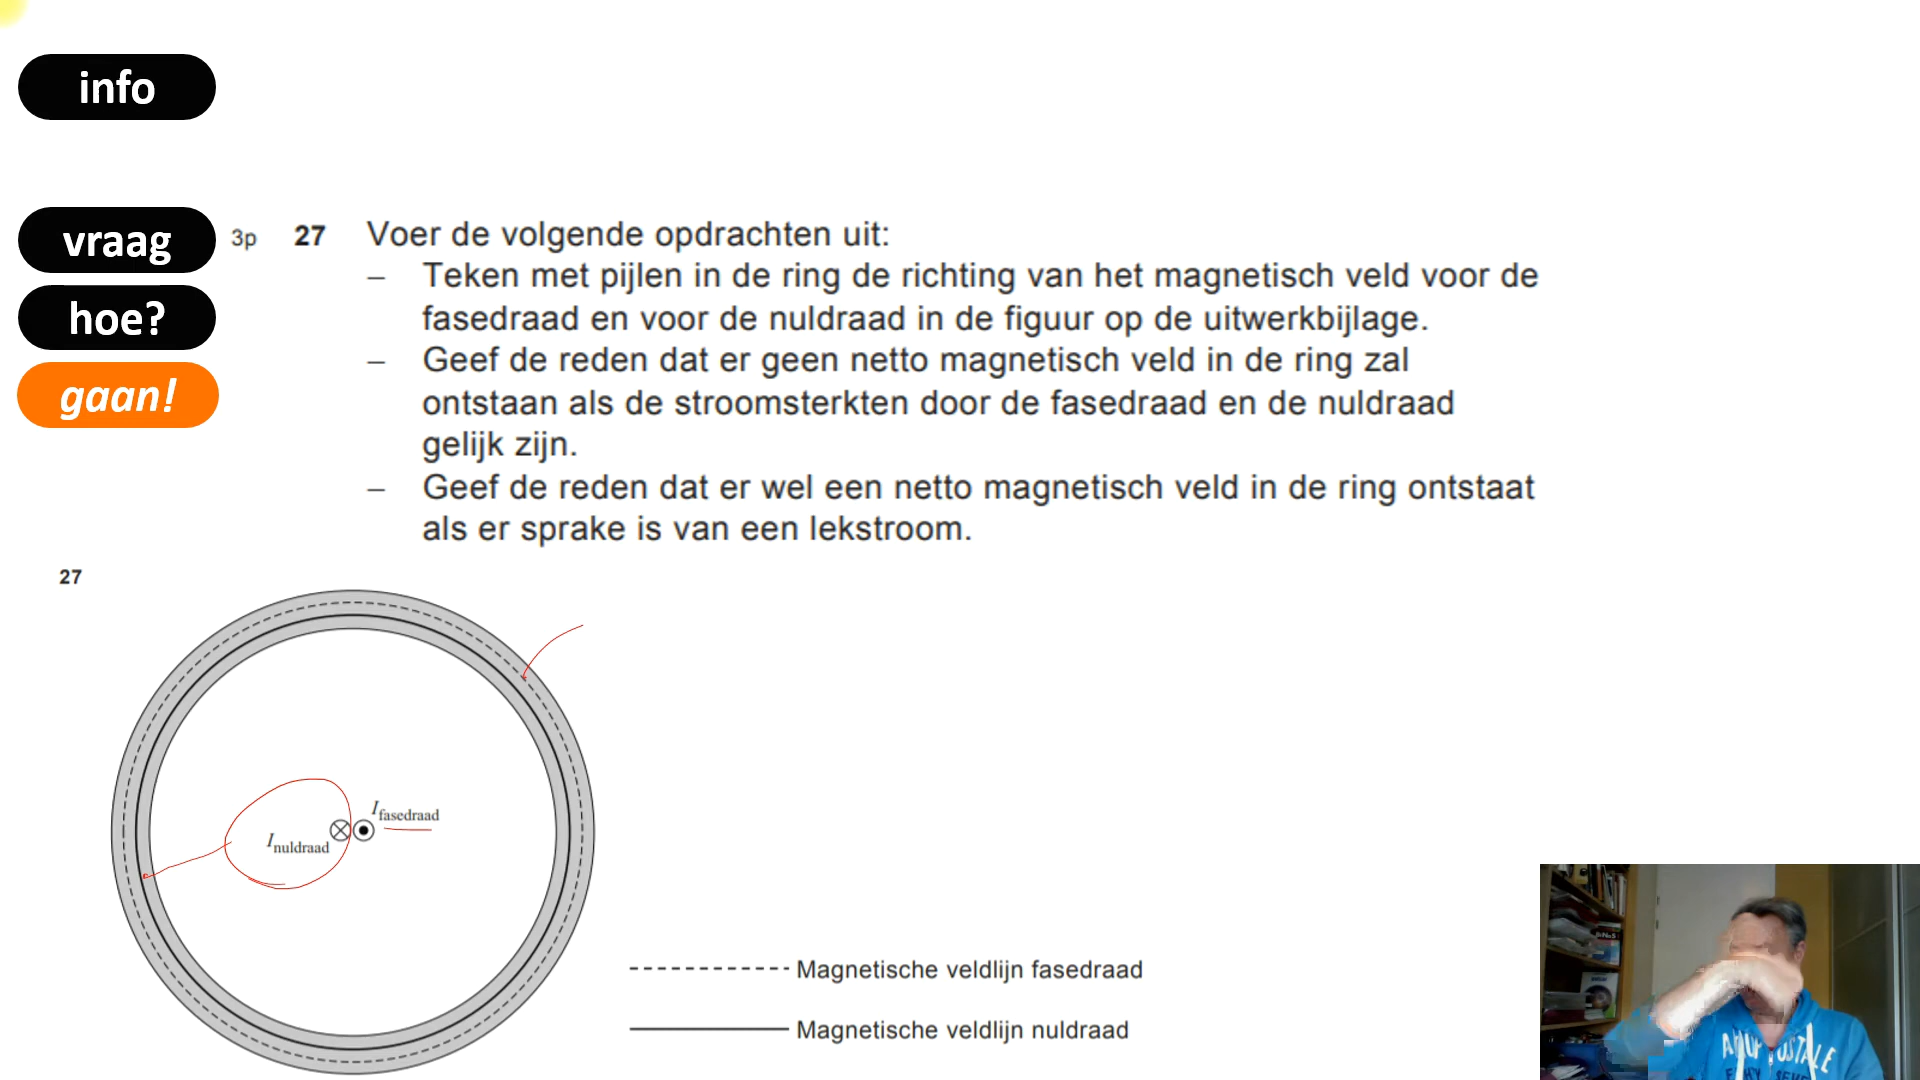 info
vraag
hoe?
gaan!
3p 27 Voer de volgende opdrachten uit:
– Teken met pijlen in de ring de richting van het magnetisch veld voor de
fasedraad en voor de nuldraad in de figuur op de uitwerkbijlage.
– Geef de reden dat er geen netto magnetisch veld in de ring zal
ontstaan als de stroomsterkten door de fasedraad en de nuldraad
gelijk zijn.
– Geef de reden dat er wel een netto magnetisch veld in de ring ontstaat
als er sprake is van een lekstroom.
27
I fasedraad
I nuldraad
Magnetische veldlijn fasedraad
Magnetische veldlijn nuldraad